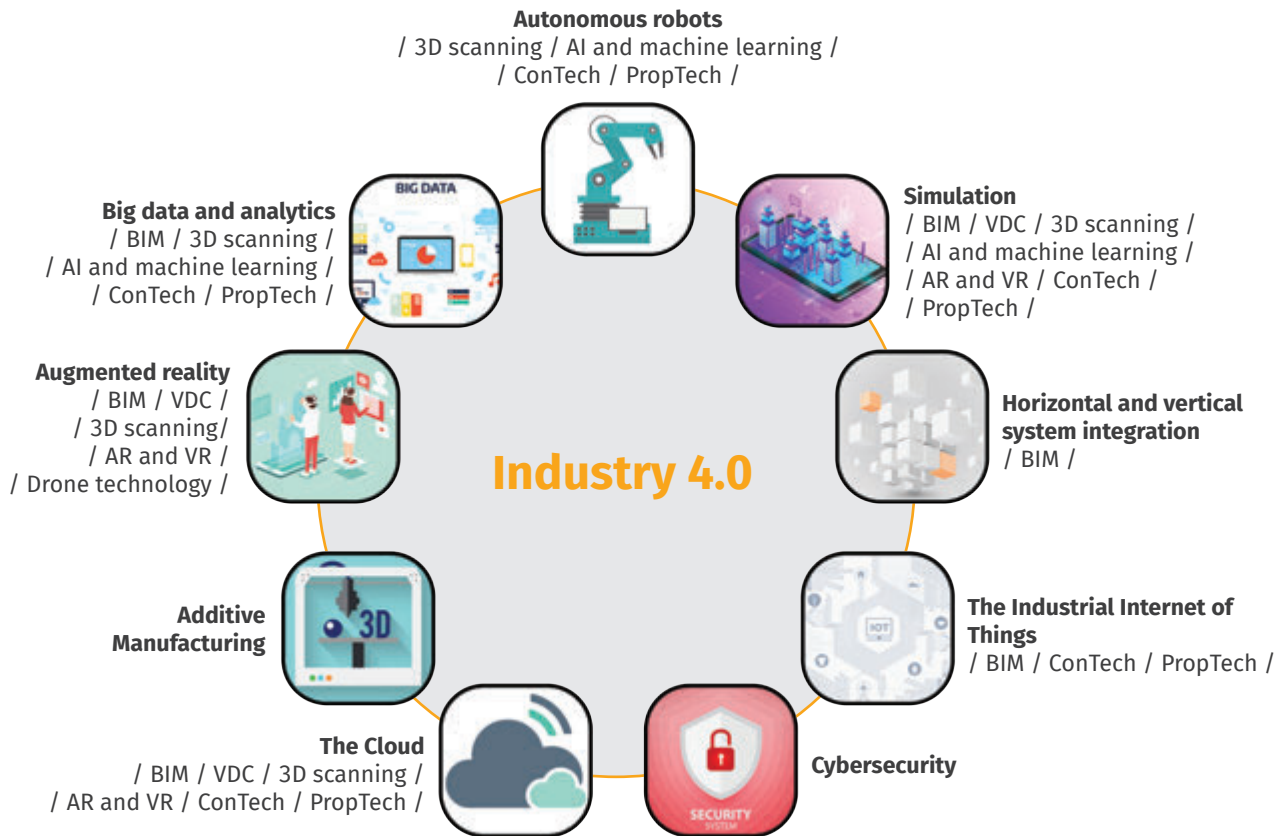 Autonomous robots
/ 3D scanning / AI and machine learning /
/ ConTech / PropTech /
BIG DATA
Big data and analytics
/ BIM / 3D scanning /
/ AI and machine learning /
/ ConTech / PropTech /
Simulation
/ BIM / VDC / 3D scanning /
/ AI and machine learning /
/ AR and VR / ConTech /
/ PropTech /
Augmented reality
/ BIM / VDC /
/ 3D scanning/
/ AR and VR /
/ Drone technology /
Horizontal and vertical
system integration
/ BIM /
Industry 4.0
Additive
Manufacturing
3D
The Industrial Internet of
Things
/ BIM / ConTech / PropTech /
IOT
The Cloud
/ BIM / VDC / 3D scanning /
/ AR and VR / ConTech / PropTech /
Cybersecurity
SECURITY
SYSTEM